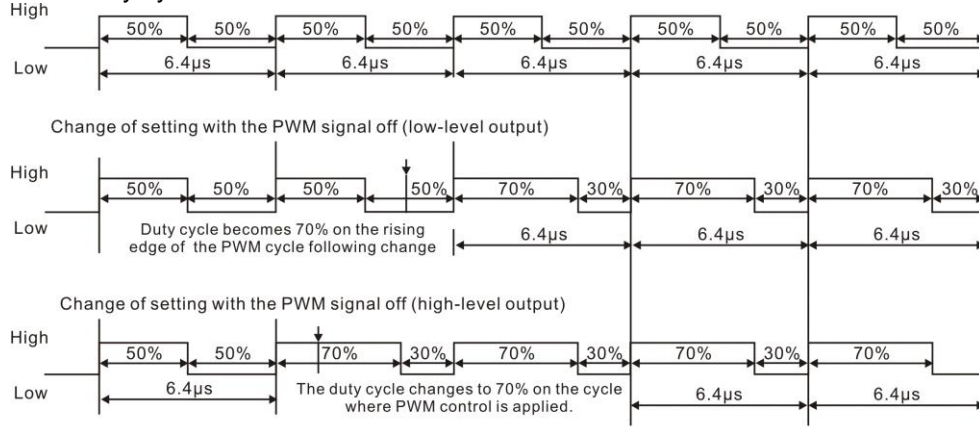 High
50% 50% 50% 50% 50% 50% 50% 50% 50% 50%
Low
6.4µs 6.4µs 6.4µs 6.4µs 6.4µs
Change of setting with the PWM signal off (low-level output)
High
50% 50% 50% 50% 70% 30% 70% 30% 70% 30%
Low
Duty cycle becomes 70% on the rising
edge of the PWM cycle following change
6.4µs 6.4µs 6.4µs
Change of setting with the PWM signal off (high-level output)
High
50% 50% 70% 30% 70% 30% 70% 30% 70%
Low
6.4µs
The duty cycle changes to 70% on the cycle
where PWM control is applied.
6.4µs 6.4µs